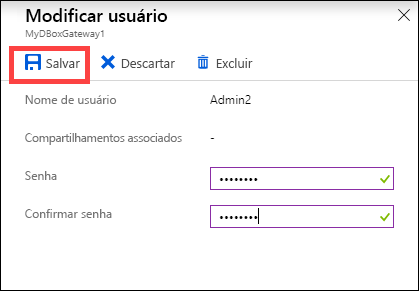 Modificar usuário
MyDBoxGateway1
Salvar Descartar Excluir
Nome de usuário Admin2
Compartilhamentos associados -
Senha ••••••••
Confirmar senha ••••••••